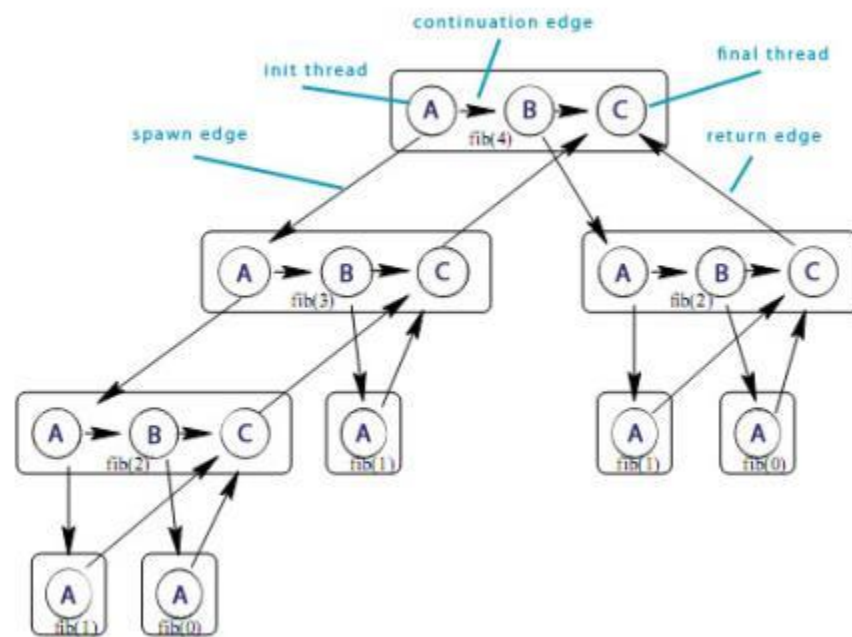 continuation edge
init thread
final thread
A B C
fib(4)
spawn edge
return edge
A B C
fib(3)
A B C
fib(2)
A B C
fib(2)
A
fib(1)
A
fib(1)
A
fib(0)
A
fib(1)
A
fib(0)